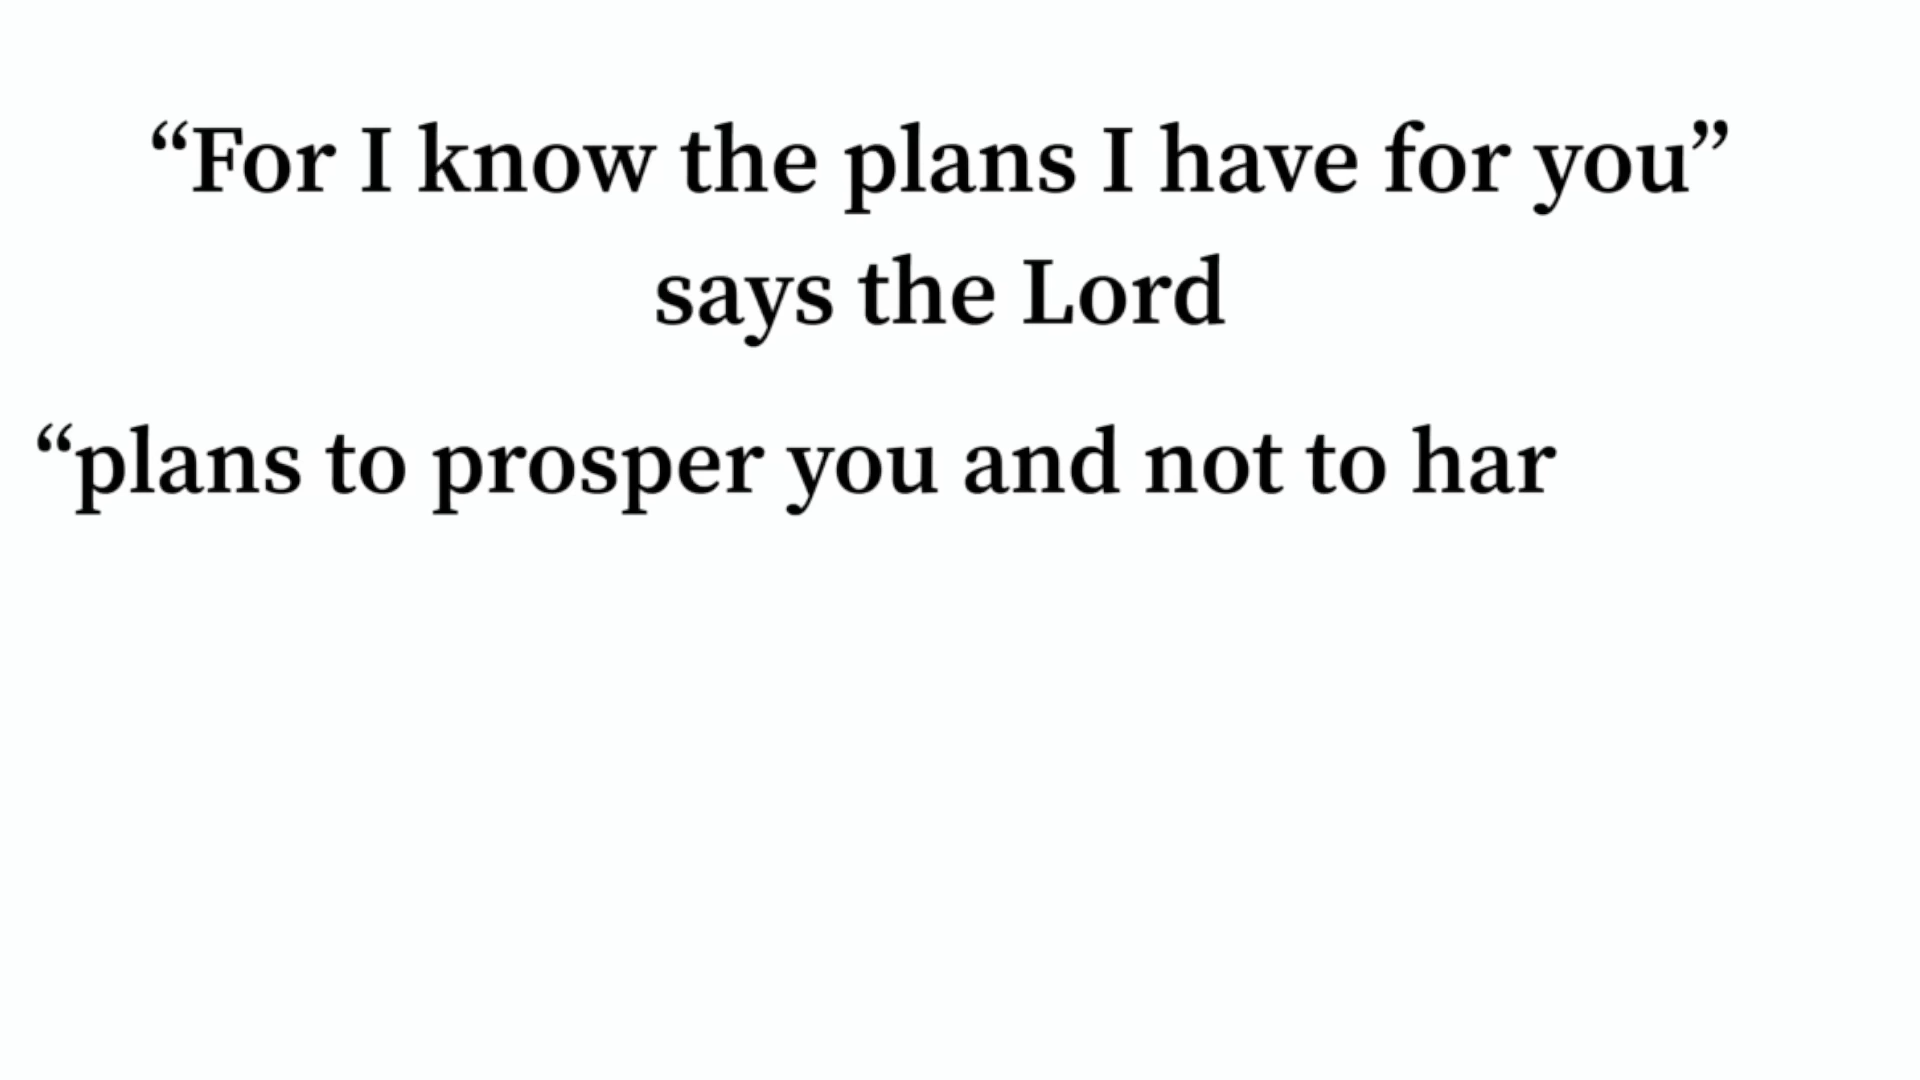 “For I know the plans I have for you”
says the Lord
“plans to prosper you and not to har